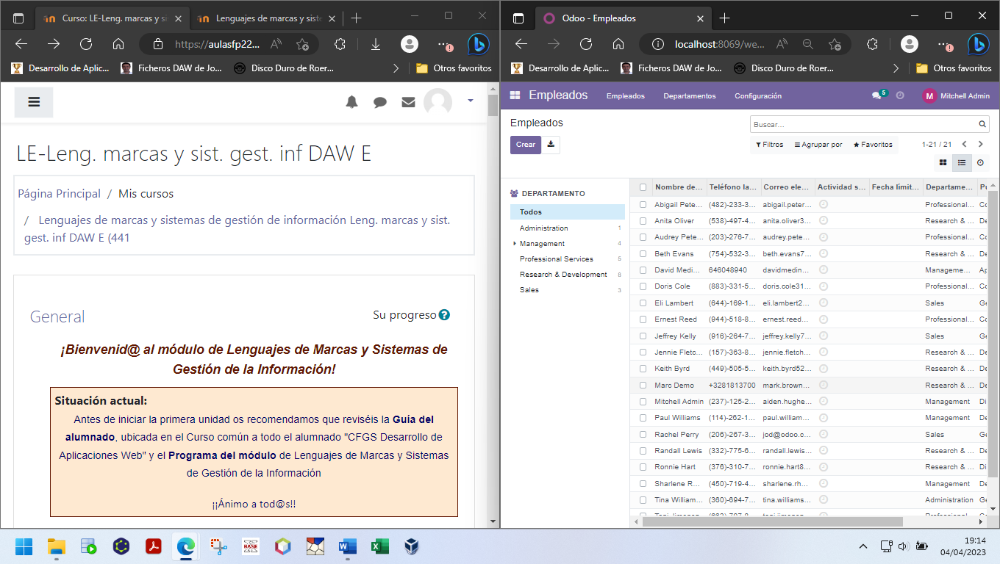 Curso: LE-Leng. marcas y si
Lenguajes de marcas y siste
https://aulasfp22...
Desarrollo de Aplic...
Ficheros DAW de Jo...
Disco Duro de Roer...
Otros favoritos
LE-Leng. marcas y sist. gest. inf DAW E
Página Principal / Mis cursos
/ Lenguajes de marcas y sistemas de gestión de información Leng. marcas y sist.
gest. inf DAW E (441
General
Su progreso
¡Bienvenid@ al módulo de Lenguajes de Marcas y Sistemas de
Gestión de la Información!
Situación actual:
Antes de iniciar la primera unidad os recomendamos que reviséis la Guía del
alumnado, ubicada en el Curso común a todo el alumnado "CFGS Desarrollo de
Aplicaciones Web" y el Programa del módulo de Lenguajes de Marcas y Sistemas
de Gestión de la Información
¡¡Ánimo a tod@s!!
Odoo - Empleados
localhost:8069/we...
Desarrollo de Aplic...
Ficheros DAW de Jo...
Disco Duro de Roer...
Otros favoritos
Empleados Empleados Departamentos Configuración 5 M Mitchell Admin
Empleados
Buscar...
Crear
Filtros Agrupar por Favoritos 1-21 / 21
DEPARTAMENTO
Todos
Administration 1
Management 4
Professional Services 5
Research & Development 8
Sales 3
Nombre de... Teléfono la... Correo ele... Actividad s... Fecha límit... Departame...
Abigail Pete... (482)-233-3... abigail.peter... Professional... Co
Anita Oliver (538)-497-4... anita.oliver3... Research & ... De
Audrey Pete... (203)-276-7... audrey.pete... Professional... Co
Beth Evans (754)-532-3... beth.evans7... Research & ... De
David Medi... 646048940 davidmedin... Manageme... Ap
Doris Cole (883)-331-5... doris.cole31... Professional... Co
Eli Lambert (644)-169-1... eli.lambert2... Sales Ge
Ernest Reed (944)-518-8... ernest.reed... Professional... Co
Jeffrey Kelly (916)-264-7... jeffrey.kelly7... Sales Ge
Jennie Fletc... (157)-363-8... jennie.fletch... Research & ... De
Keith Byrd (449)-505-5... keith.byrd52... Research & ... De
Marc Demo +3281813700 mark.brown... Research & ... De
Mitchell Admin (237)-125-2... aiden.hughe... Management Di
Paul Williams (114)-262-1... paul.william... Management De
Rachel Perry (206)-267-3... jod@odoo.c... Sales Ge
Randall Lewis (332)-775-6... randall.lewis... Research & ... De
Ronnie Hart (376)-310-7... ronnie.hart8... Research & ... Di
Sharlene R... (450)-719-4... sharlene.rh... Management De
Tina William... (360)-694-7... tina.williams... Administration Ge
19:14
04/04/2023